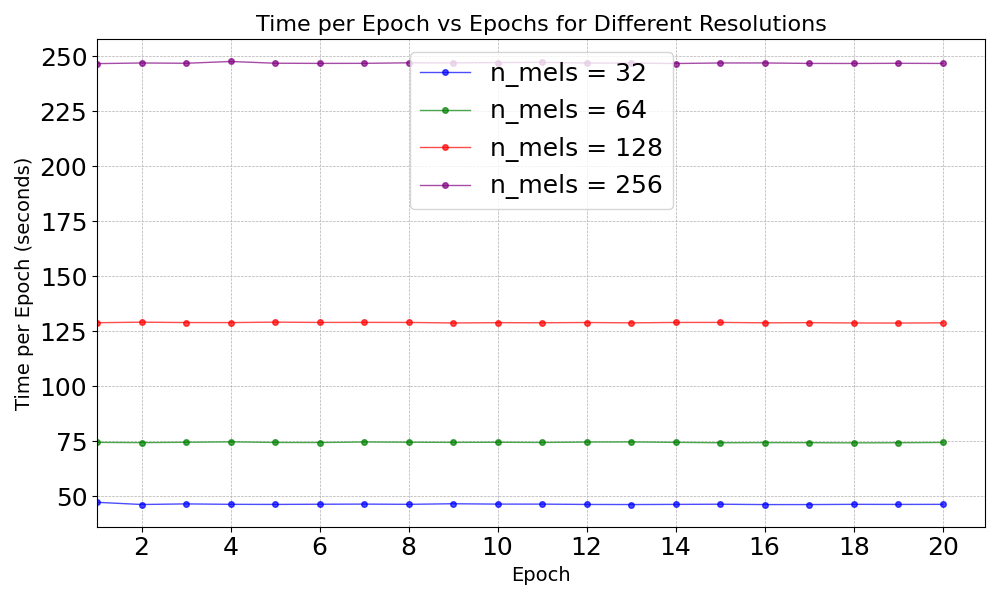 Time per Epoch vs Epochs for Different Resolutions
Time per Epoch (seconds)
250
225
200
175
150
125
100
75
50
n_mels = 32
n_mels = 64
n_mels = 128
n_mels = 256
2 4 6 8 10 12 14 16 18 20
Epoch